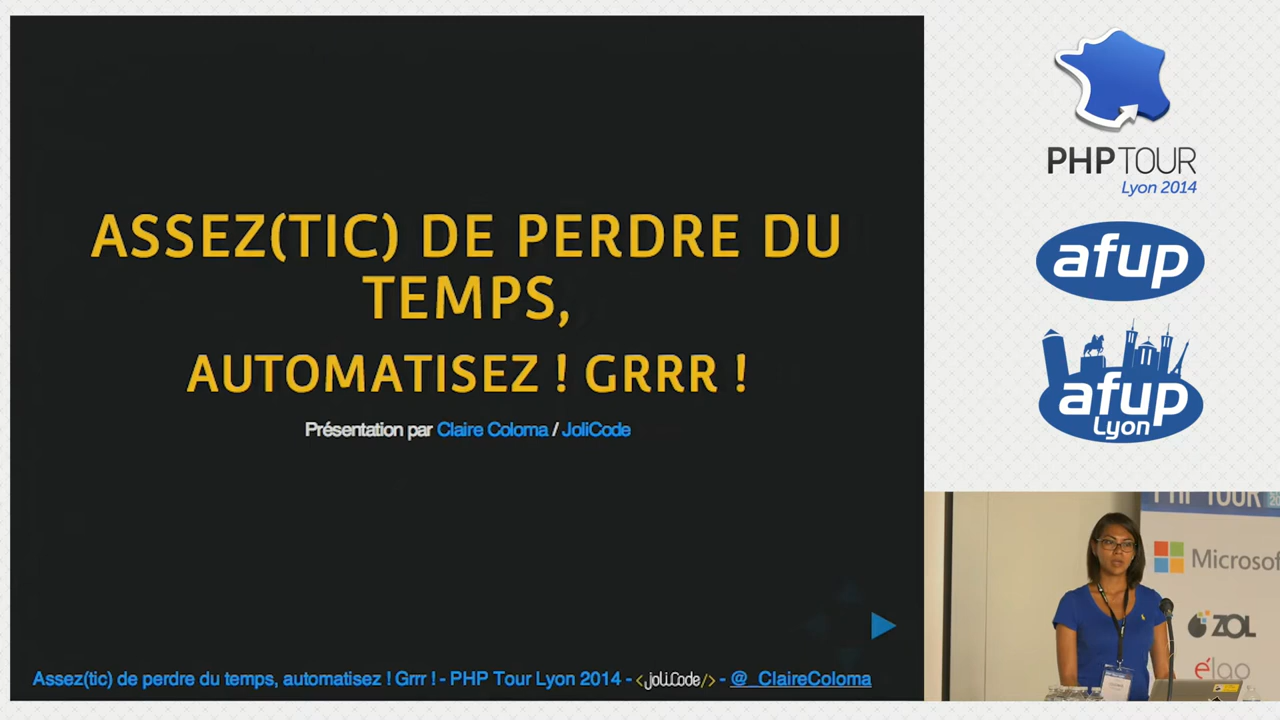 ASSEZ(TIC) DE PERDRE DU
TEMPS,
AUTOMATISEZ ! GRRR !
Présentation par Claire Coloma / JoliCode
Assez(tic) de perdre du temps, automatisez ! Grrr ! - PHP Tour Lyon 2014 - <joliCode/> - @_ClaireColoma
PHP TOUR
Lyon 2014
afup
afup
Lyon
PHP TOUR
Microsof
ZOL
élao